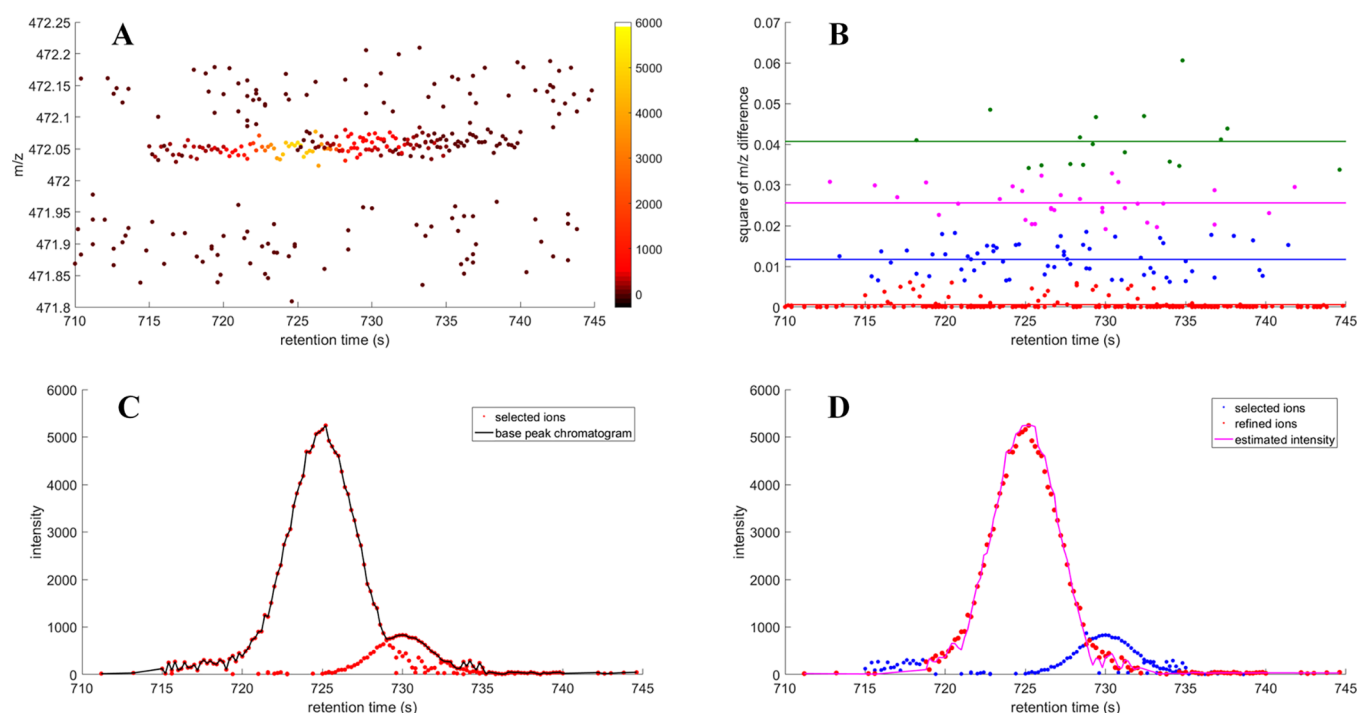 A
472.25
472.2
472.15
472.1
472.05
472
471.95
471.9
471.85
471.8
m/z
710 715 720 725 730 735 740 745
retention time (s)
6000
5000
4000
3000
2000
1000
0
B
0.07
0.06
0.05
0.04
0.03
0.02
0.01
0
square of m/z difference
710 715 720 725 730 735 740 745
retention time (s)
C
6000
5000
4000
3000
2000
1000
0
intensity
selected ions
base peak chromatogram
710 715 720 725 730 735 740 745
retention time (s)
D
6000
5000
4000
3000
2000
1000
0
intensity
selected ions
refined ions
estimated intensity
710 715 720 725 730 735 740 745
retention time (s)